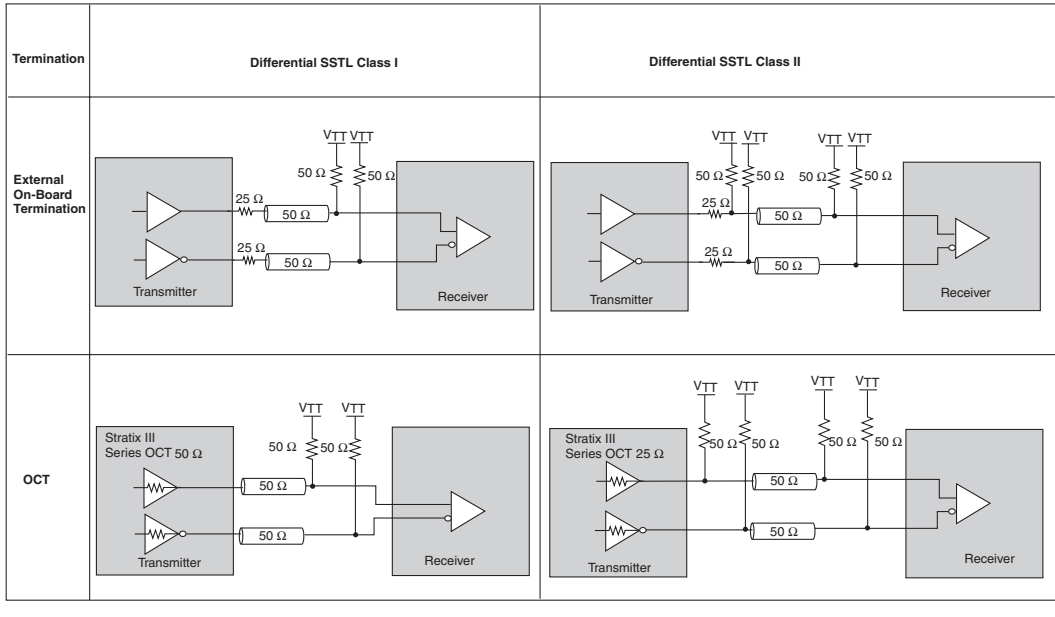 Termination
Differential SSTL Class I
Differential SSTL Class II
External
On-Board
Termination
VTT VTT
50 Ω 50 Ω
25 Ω
50 Ω
25 Ω
50 Ω
Transmitter
Receiver
VTT VTT
VTT VTT
50 Ω 50 Ω
50 Ω 50 Ω
25 Ω
50 Ω
25 Ω
50 Ω
Transmitter
Receiver
OCT
VTT VTT
Stratix III
Series OCT 50 Ω
50 Ω 50 Ω
50 Ω
50 Ω
Transmitter
Receiver
VTT VTT
VTT VTT
Stratix III
Series OCT 25 Ω
50 Ω 50 Ω
50 Ω 50 Ω
50 Ω
50 Ω
Transmitter
Receiver